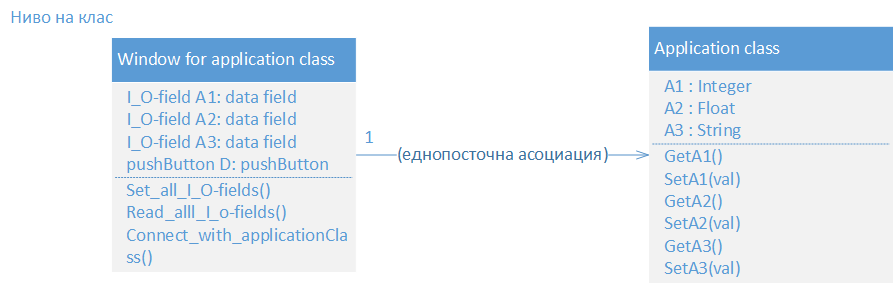 Ниво на клас
Window for application class
I_O-field A1: data field
I_O-field A2: data field
I_O-field A3: data field
pushButton D: pushButton
Set_all_I_O-fields()
Read_alll_I_o-fields()
Connect_with_applicationCla
ss()
1
(еднопосточна асоциация)
Application class
A1 : Integer
A2 : Float
A3 : String
GetA1()
SetA1(val)
GetA2()
SetA2(val)
GetA3()
SetA3(val)